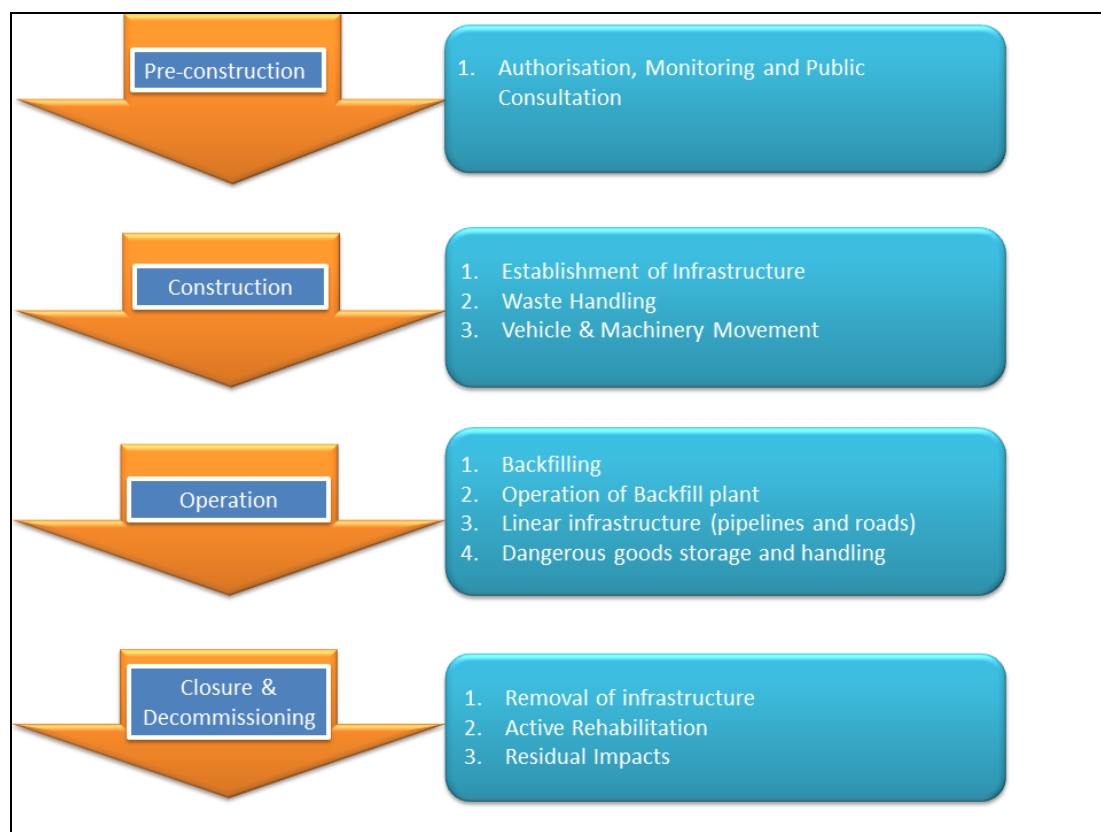 Pre-construction
1. Authorisation, Monitoring and Public
Consultation
Construction
1. Establishment of Infrastructure
2. Waste Handling
3. Vehicle & Machinery Movement
Operation
1. Backfilling
2. Operation of Backfill plant
3. Linear infrastructure (pipelines and roads)
4. Dangerous goods storage and handling
Closure &
Decommissioning
1. Removal of infrastructure
2. Active Rehabilitation
3. Residual Impacts